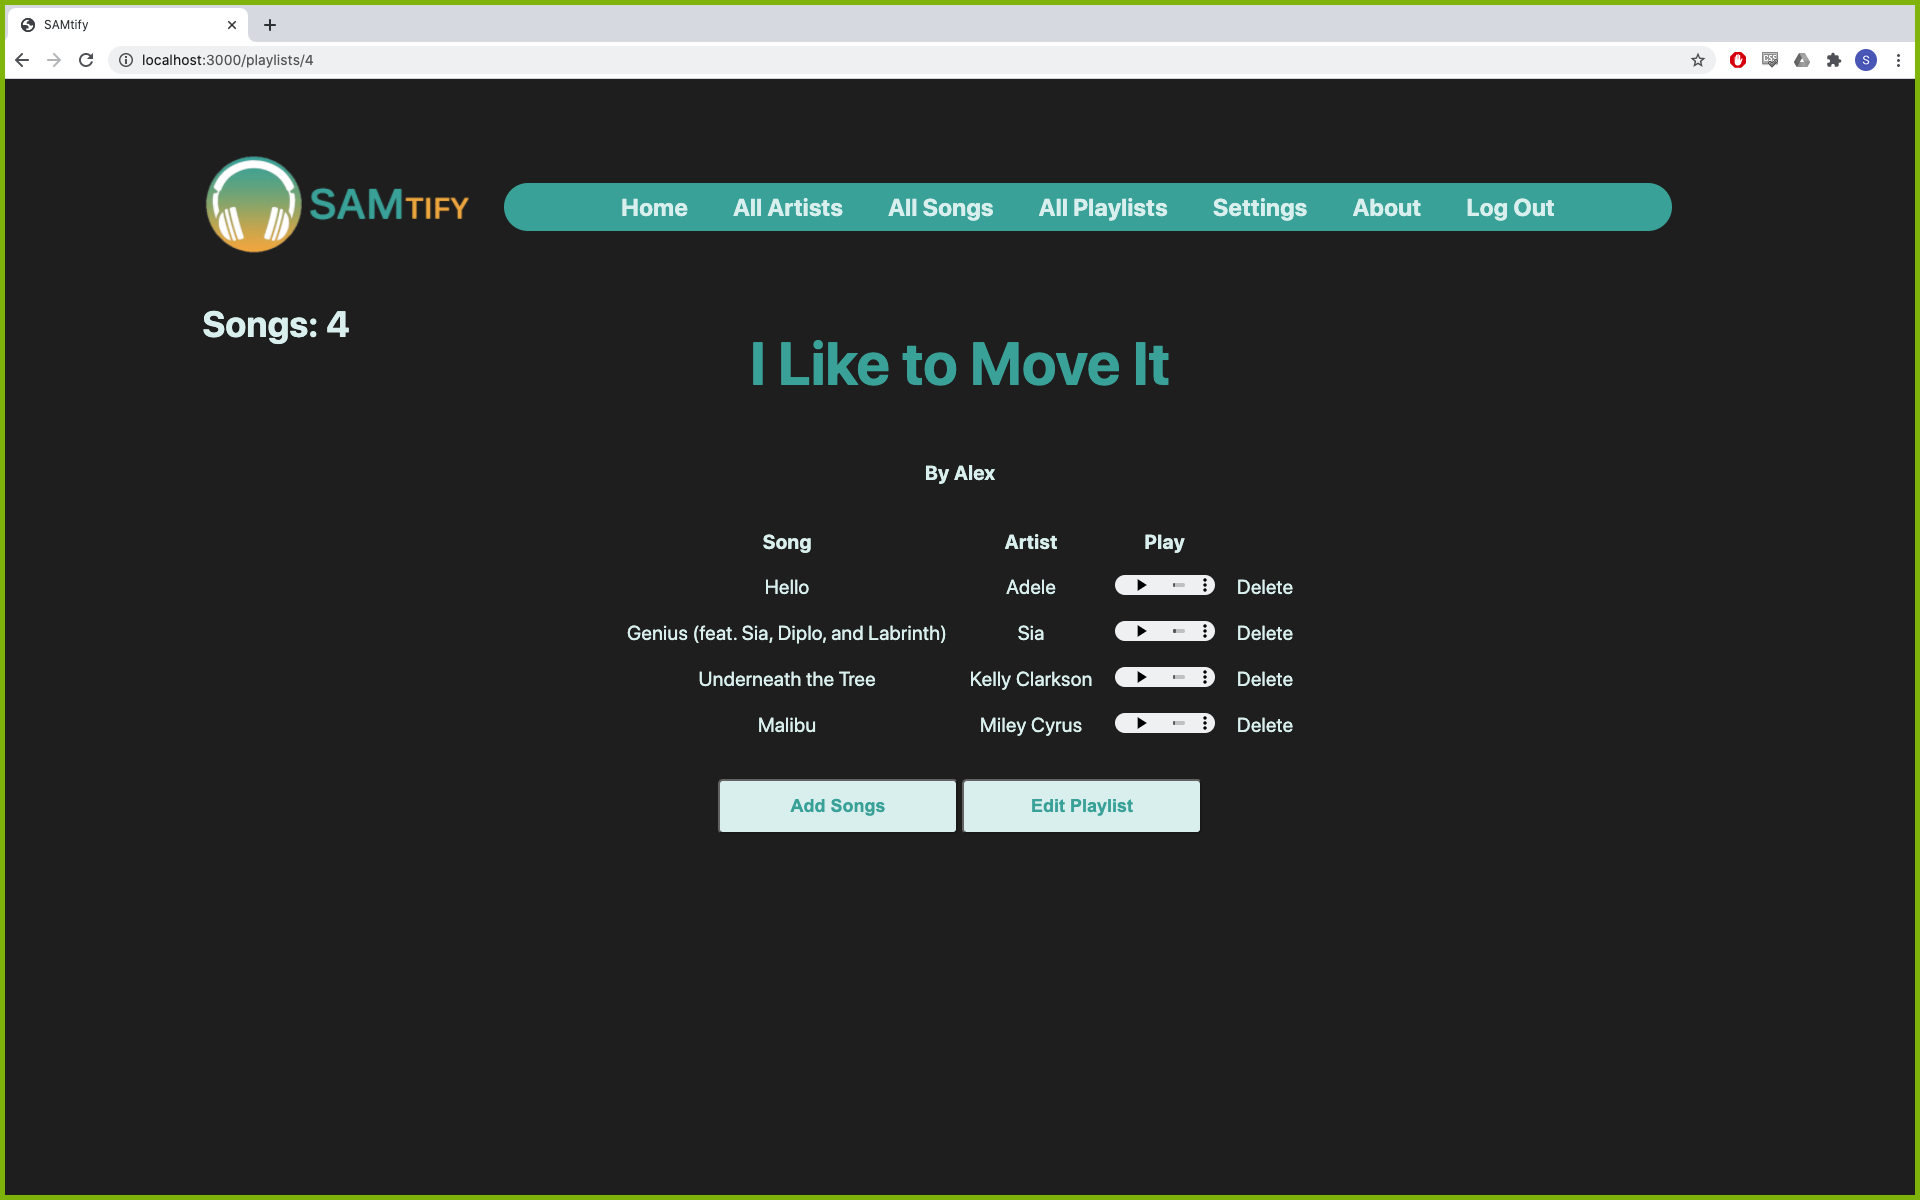 SAMtify
localhost:3000/playlists/4
S
SAMTIFY
Home All Artists All Songs All Playlists Settings About Log Out
Songs: 4
I Like to Move It
By Alex
Song Artist Play
Hello Adele Delete
Genius (feat. Sia, Diplo, and Labrinth) Sia Delete
Underneath the Tree Kelly Clarkson Delete
Malibu Miley Cyrus Delete
Add Songs Edit Playlist